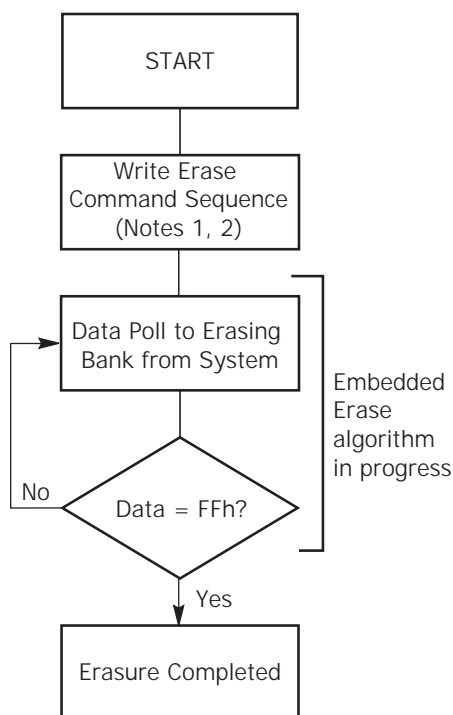 START
Write Erase
Command Sequence
(Notes 1, 2)
Data Poll to Erasing
Bank from System
Embedded
Erase
algorithm
in progress
No
Data = FFh?
Yes
Erasure Completed